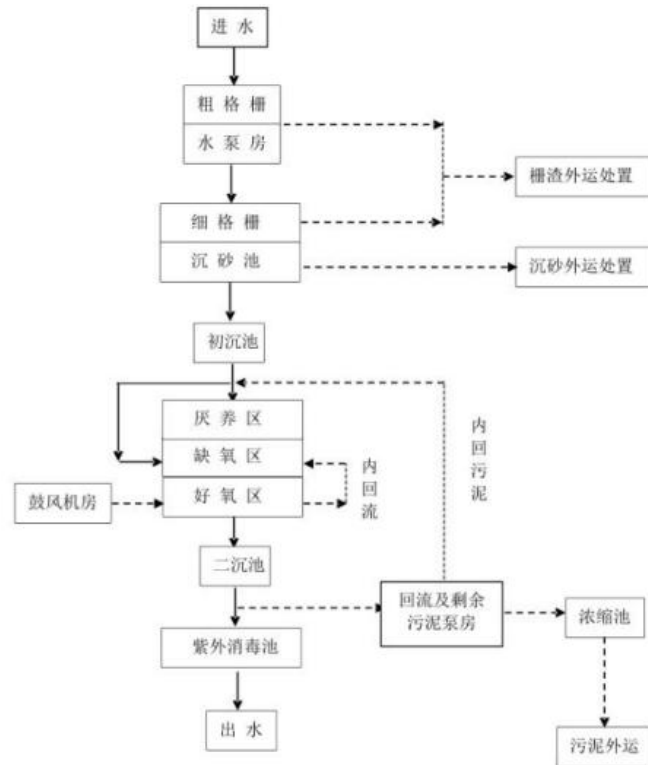 进水
粗格栅
水泵房
栅渣外运处置
细格栅
沉砂池
沉砂外运处置
初沉池
厌养区
缺氧区
好氧区
鼓风机房
内回流
内回污泥
二沉池
回流及剩余
污泥泵房
浓缩池
紫外消毒池
出水
污泥外运